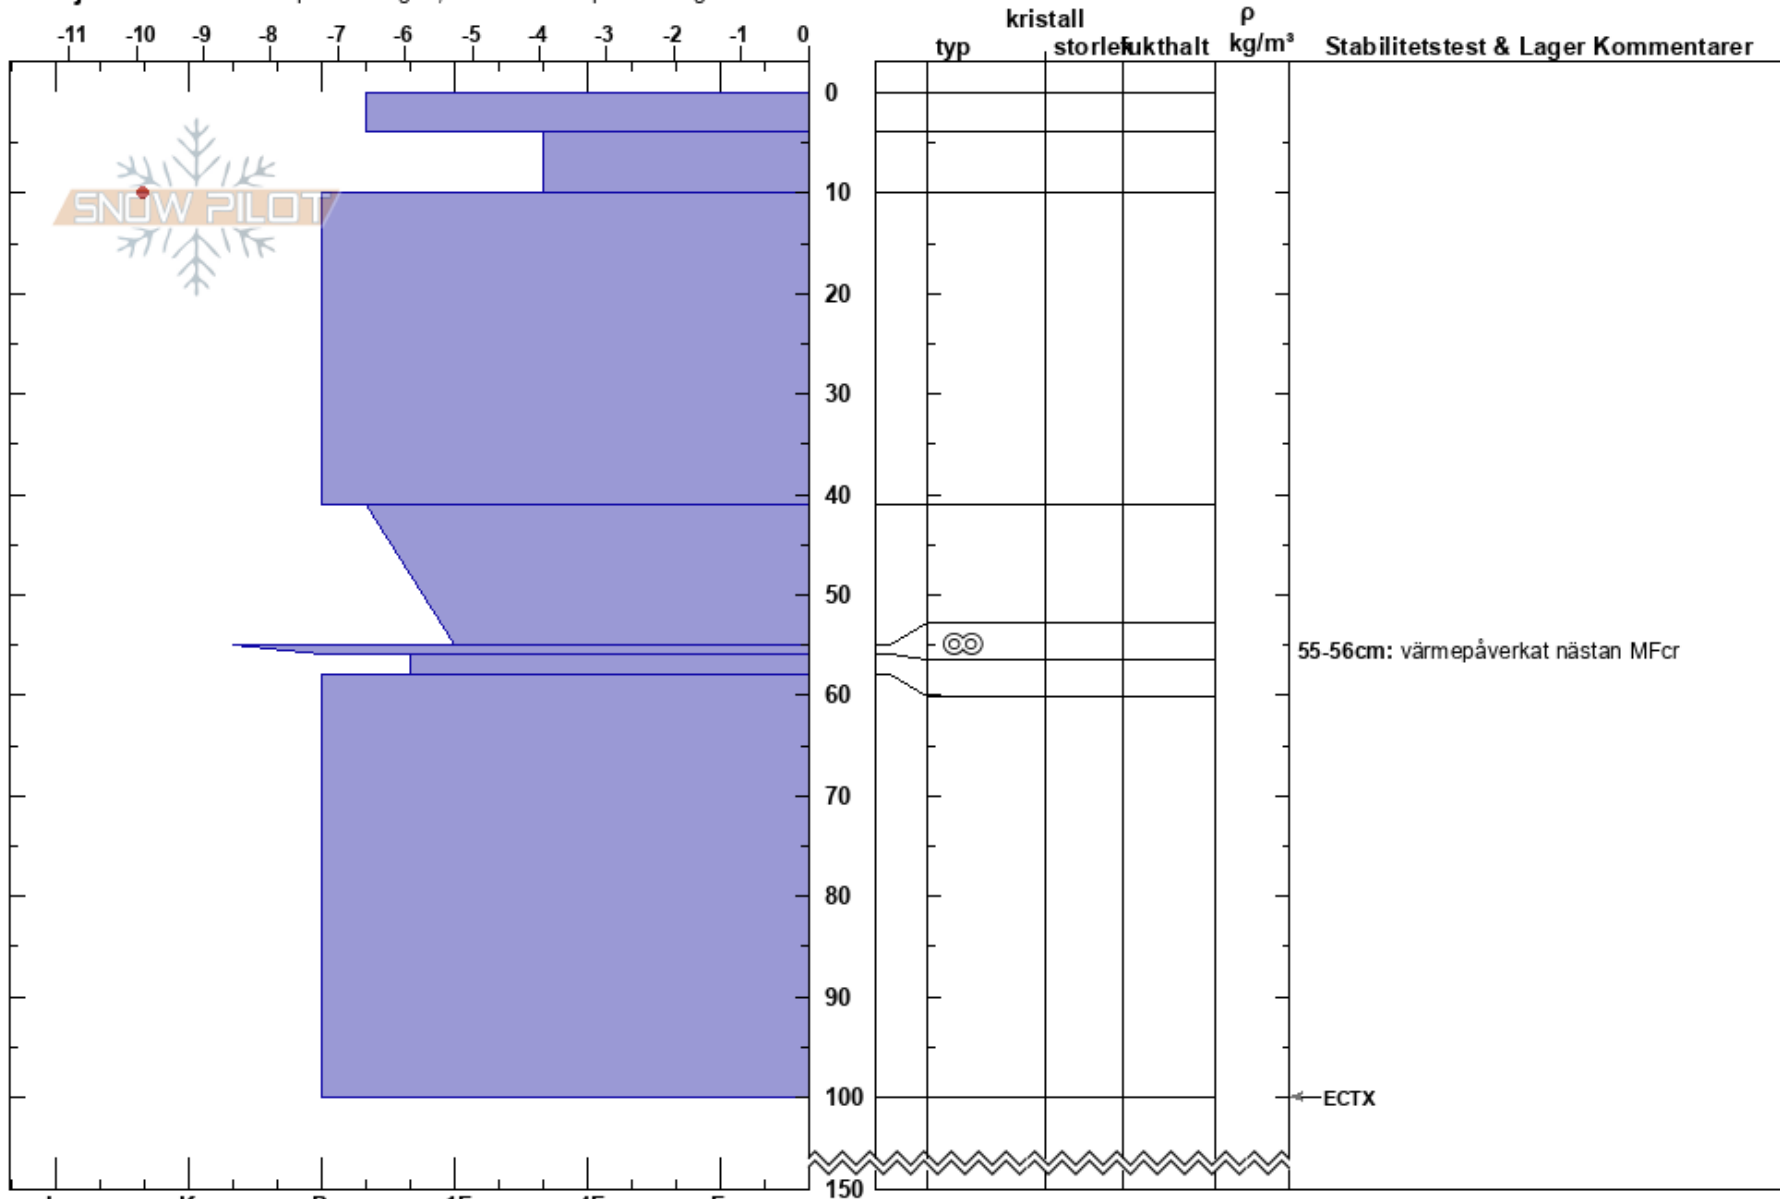 -11 -10 -9 -8 -7 -6 -5 -4 -3 -2 -1 0
kristall
ρ
typ storlek fukthalt kg/m³ Stabilitetstest & Lager Kommentarer
0
SNOW PILOT
10
20
30
40
50
55-56cm: värmepåverkat nästan MFcr
60
70
80
90
100 ECTX
150